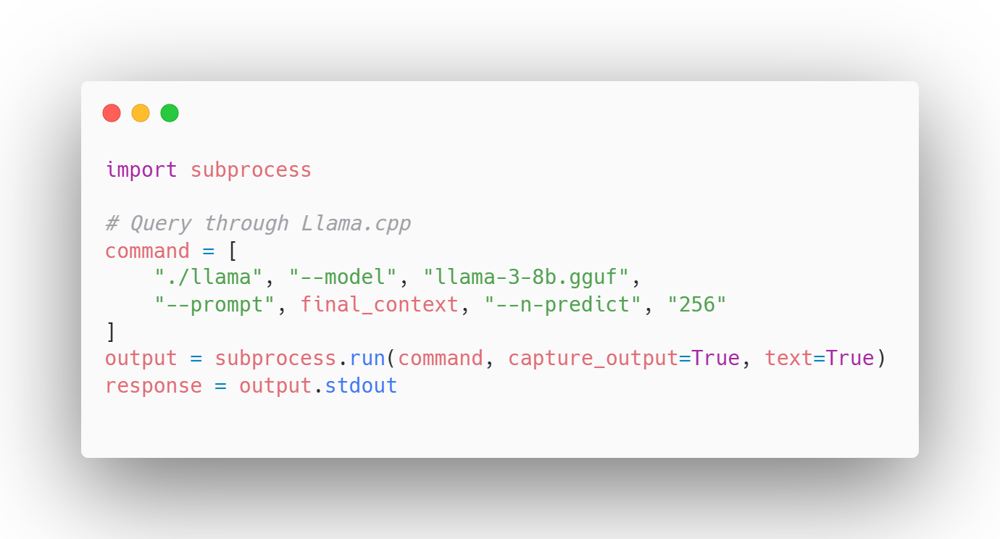 import subprocess
# Query through Llama.cpp
command = [
    "./llama", "--model", "llama-3-8b.gguf",
    "--prompt", final_context, "--n-predict", "256"
]
output = subprocess.run(command, capture_output=True, text=True)
response = output.stdout